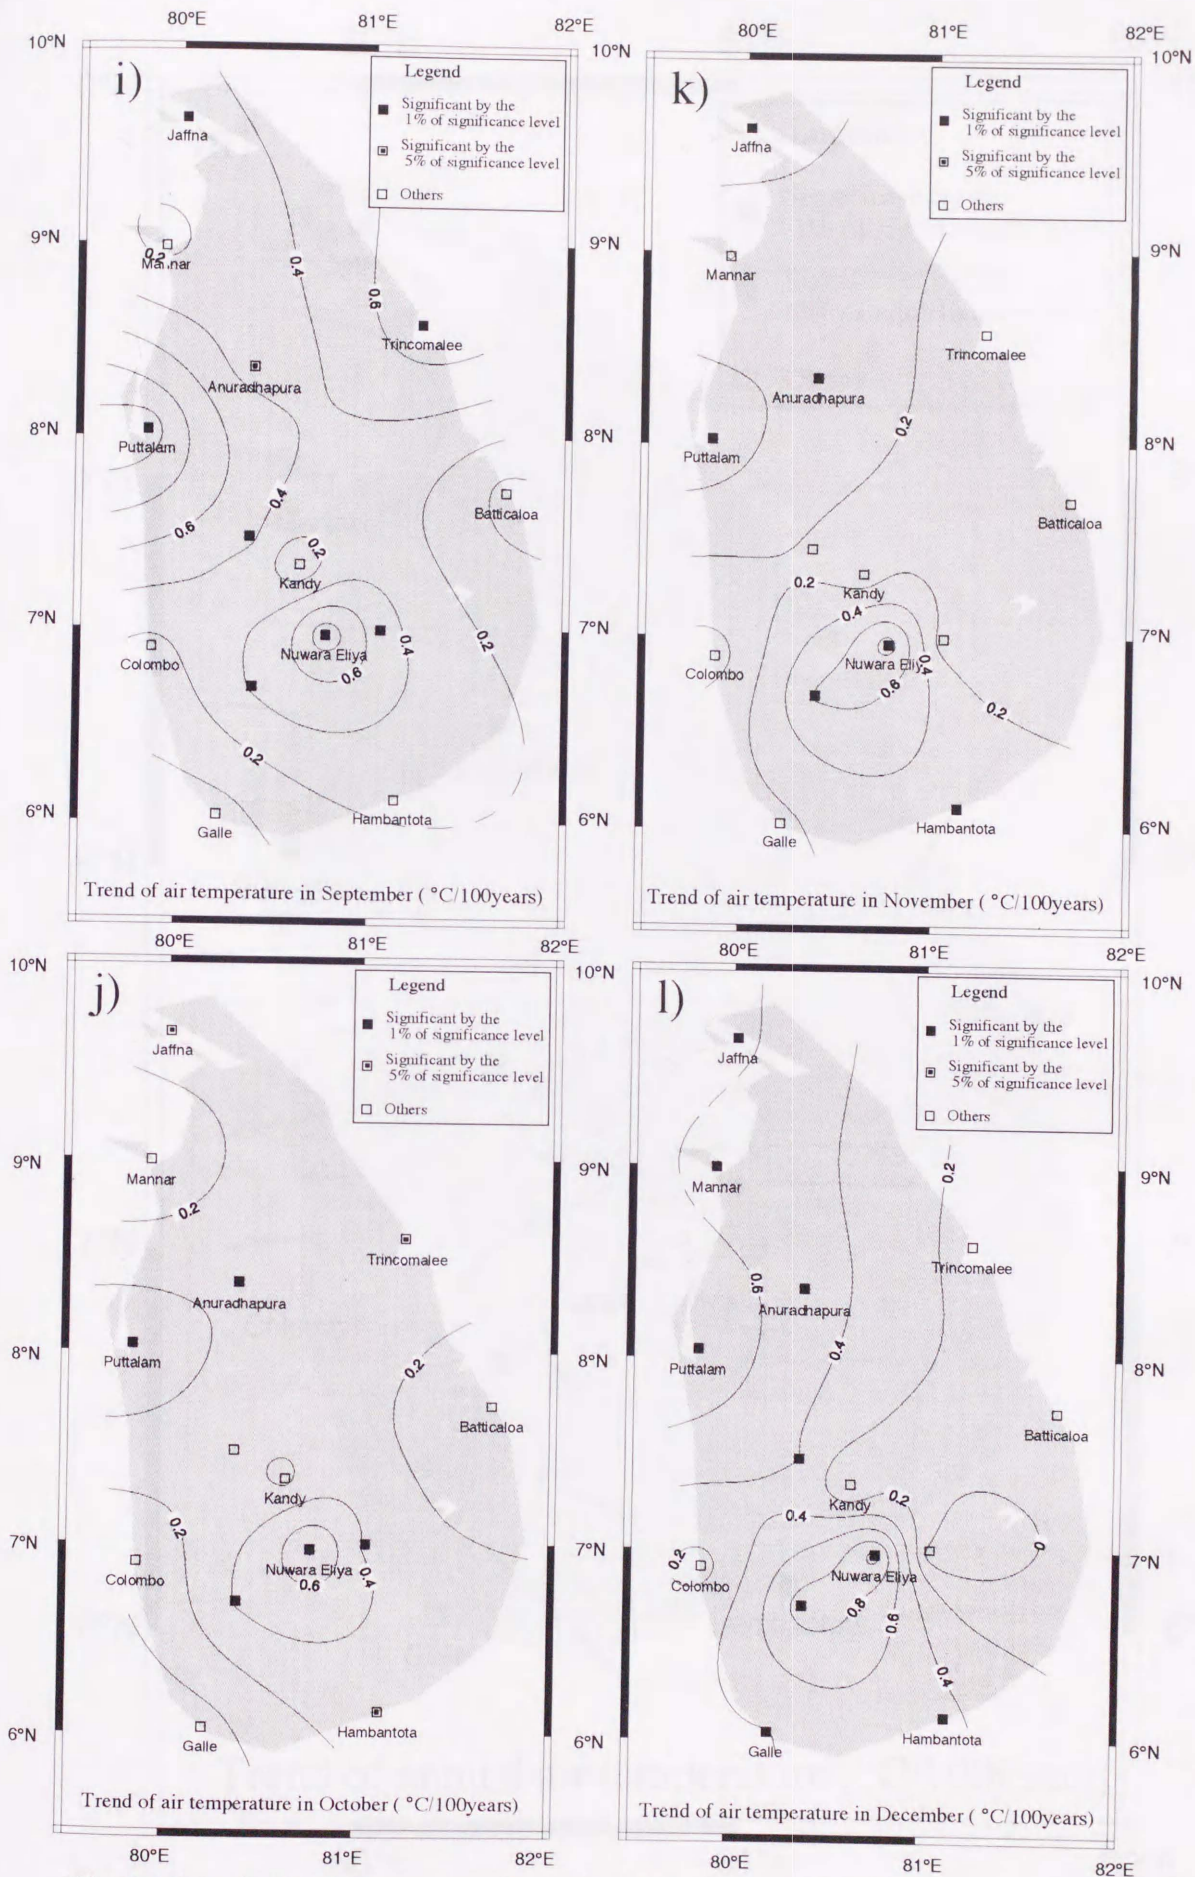 80°E 81°E 82°E
10°N 10°N
i)
Legend
Significant by the
1% of significance level
Significant by the
5% of significance level
Others
Jaffna
9°N 9°N
0.2
Mannar
0.4
0.6
Trincomalee
Anuradhapura
8°N 8°N
Puttalam
0.4
0.6
Batticaloa
0.2
Kandy
7°N 7°N
Colombo
Nuwara Eliya
0.4
0.2
0.6
0.2
Galle
Hambantota
6°N 6°N
Trend of air temperature in September ( °C/100years)
80°E 81°E 82°E
80°E 81°E 82°E
10°N
k)
Legend
Significant by the
1% of significance level
Significant by the
5% of significance level
Others
Jaffna
9°N
Mannar
Trincomalee
Anuradhapura
0.2
Puttalam
8°N
Batticaloa
0.2
Kandy
0.4
7°N
Colombo
Nuwara Eliy
0.4
0.2
Galle
Hambantota
6°N
Trend of air temperature in November ( °C/100years)
80°E 81°E 82°E
10°N 10°N
j)
Legend
Significant by the
1% of significance level
Significant by the
5% of significance level
Others
Jaffna
9°N 9°N
Mannar
0.2
Trincomalee
Anuradhapura
8°N 8°N
Puttalam
0.2
Batticaloa
Kandy
0.2
7°N 7°N
Colombo
Nuwara Eliya
0.6
0.4
Galle
Hambantota
6°N 6°N
Trend of air temperature in October ( °C/100years)
80°E 81°E 82°E
10°N
l)
Legend
Significant by the
1% of significance level
Significant by the
5% of significance level
Others
Jaffna
9°N
Mannar
0.2
Trincomalee
0.6
Anuradhapura
0.4
Puttalam
8°N
Batticaloa
Kandy
0.2
0.4
0
7°N
0.2
Colombo
Nuwara Eliya
0.8
0.6
0.4
Galle
Hambantota
6°N
Trend of air temperature in December ( °C/100years)
80°E 81°E 82°E